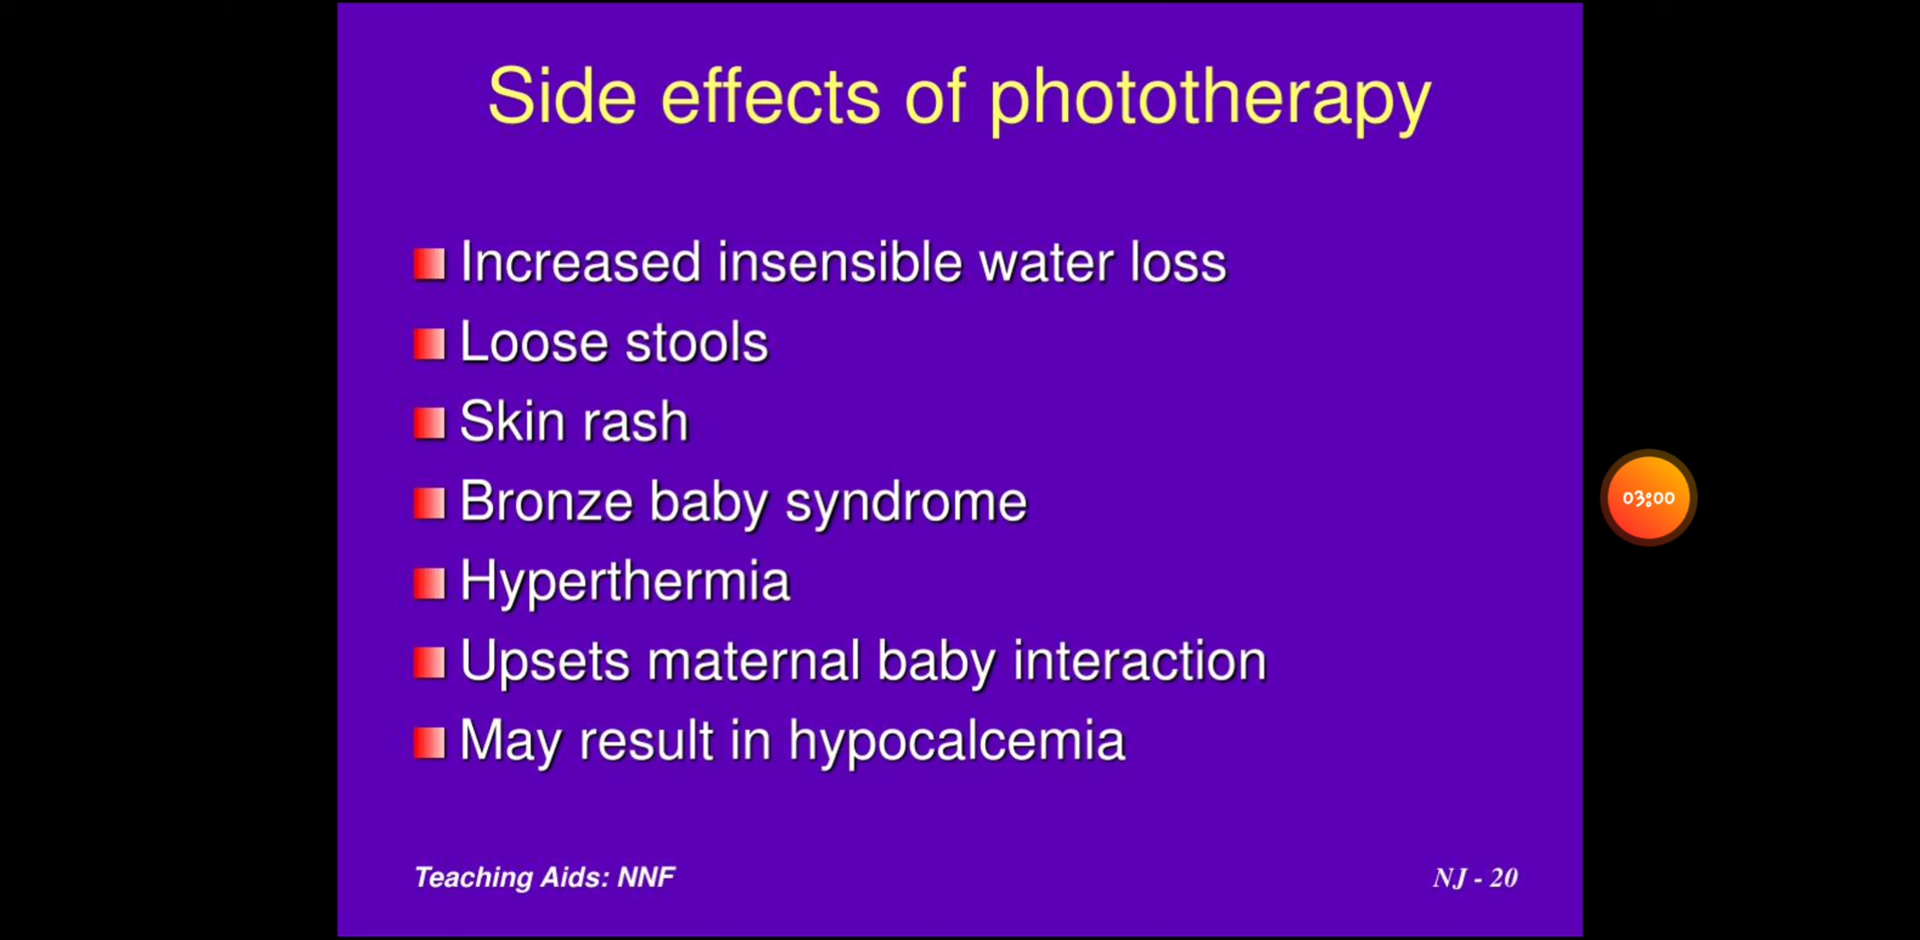 Side effects of phototherapy
Increased insensible water loss
Loose stools
Skin rash
Bronze baby syndrome
Hyperthermia
Upsets maternal baby interaction
May result in hypocalcemia
Teaching Aids: NNF
NJ - 20
03:00